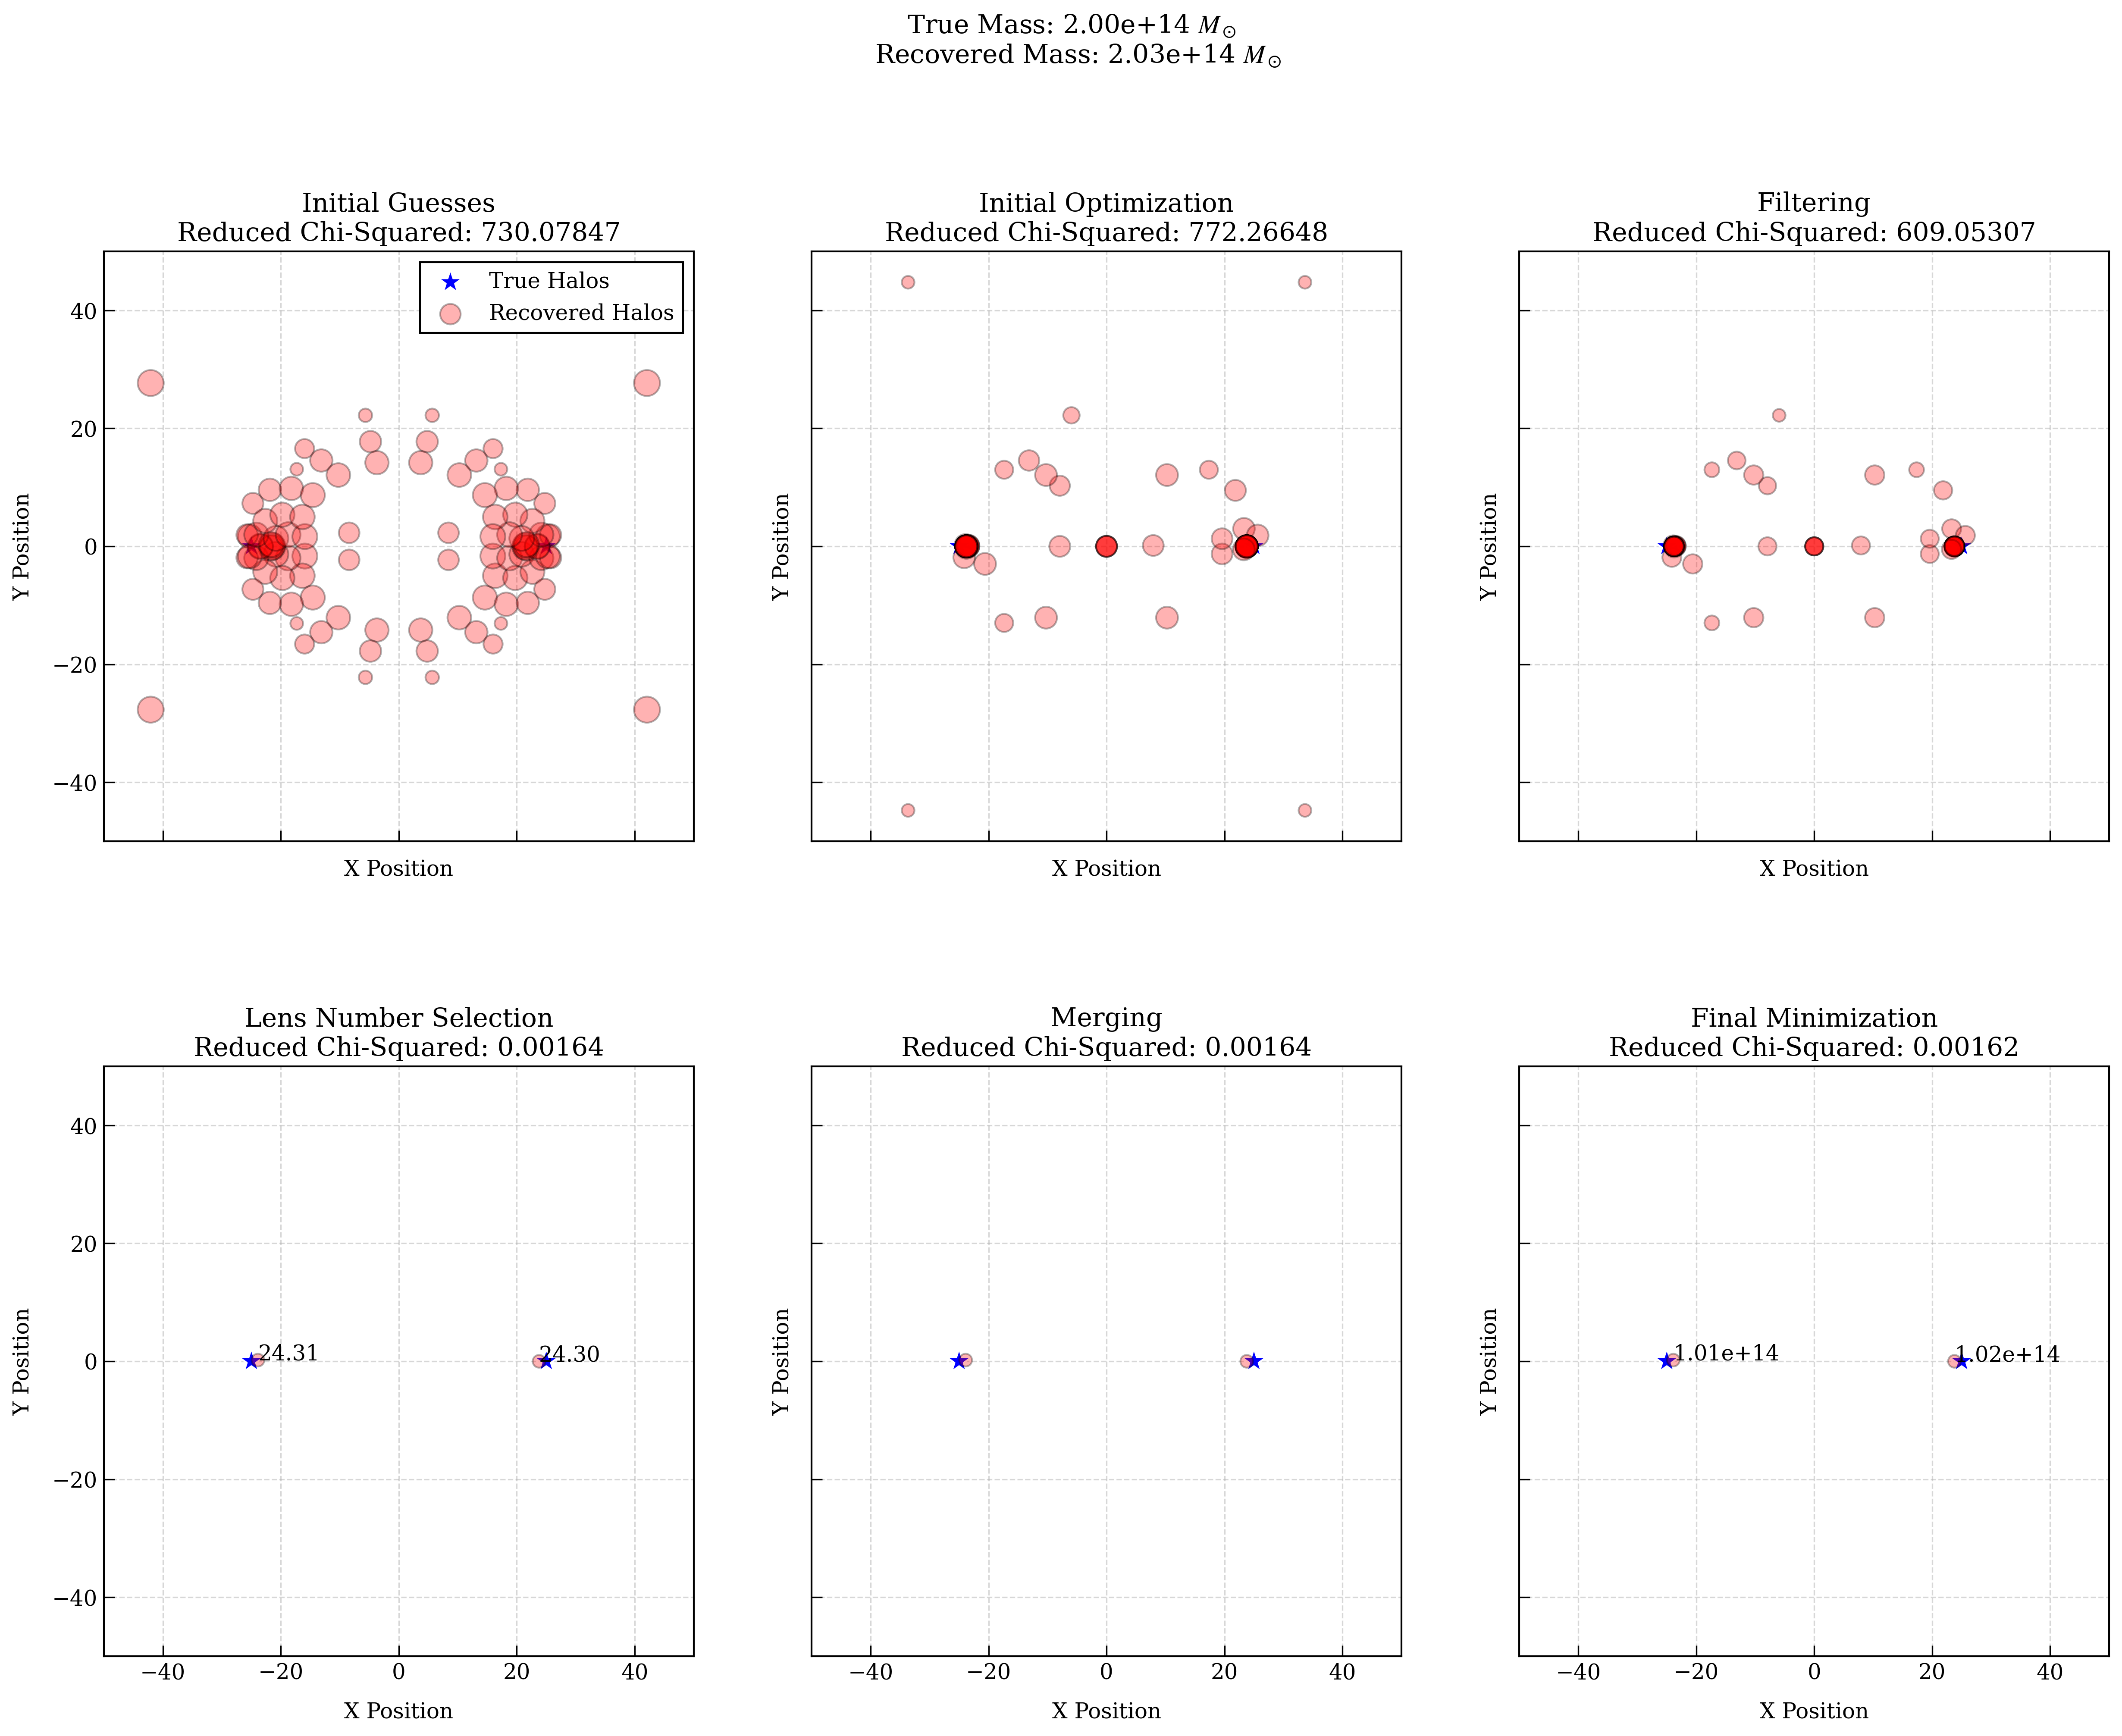 True Mass: 2.00e+14 M☉
Recovered Mass: 2.03e+14 M☉
Initial Guesses
Reduced Chi-Squared: 730.07847
Initial Optimization
Reduced Chi-Squared: 772.26648
Filtering
Reduced Chi-Squared: 609.05307
True Halos
Recovered Halos
40
20
0
−20
−40
Y Position
Y Position
Y Position
X Position
X Position
X Position
Lens Number Selection
Reduced Chi-Squared: 0.00164
Merging
Reduced Chi-Squared: 0.00164
Final Minimization
Reduced Chi-Squared: 0.00162
40
20
0
−20
−40
Y Position
24.31
24.30
Y Position
Y Position
1.01e+14
1.02e+14
−40 −20 0 20 40
−40 −20 0 20 40
−40 −20 0 20 40
X Position
X Position
X Position